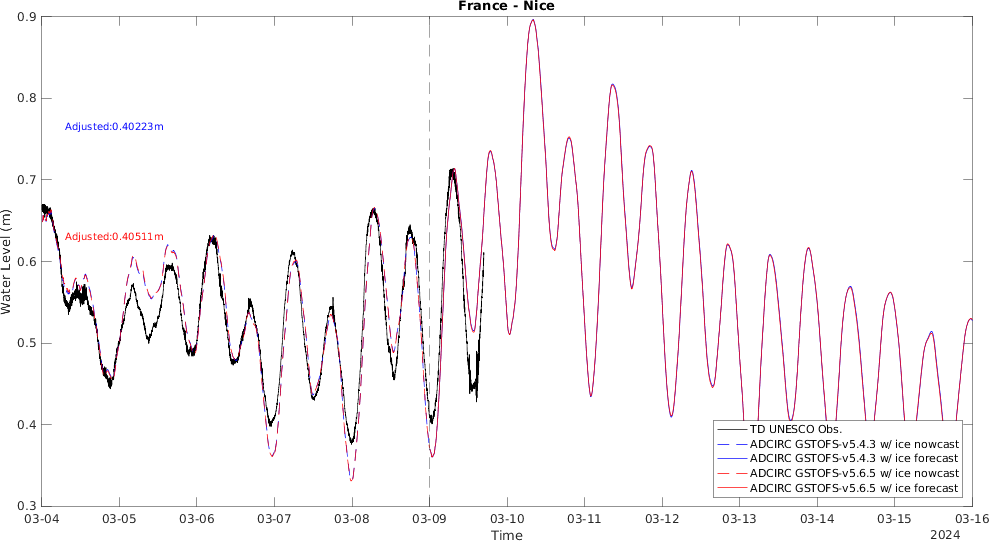 France - Nice
0.9
0.8
0.7
0.6
0.5
0.4
0.3
Water Level (m)
Adjusted:0.40223m
Adjusted:0.40511m
TD UNESCO Obs.
ADCIRC GSTOFS-v5.4.3 w/ ice nowcast
ADCIRC GSTOFS-v5.4.3 w/ ice forecast
ADCIRC GSTOFS-v5.6.5 w/ ice nowcast
ADCIRC GSTOFS-v5.6.5 w/ ice forecast
03-04 03-05 03-06 03-07 03-08 03-09 03-10 03-11 03-12 03-13 03-14 03-15 03-16
Time
2024